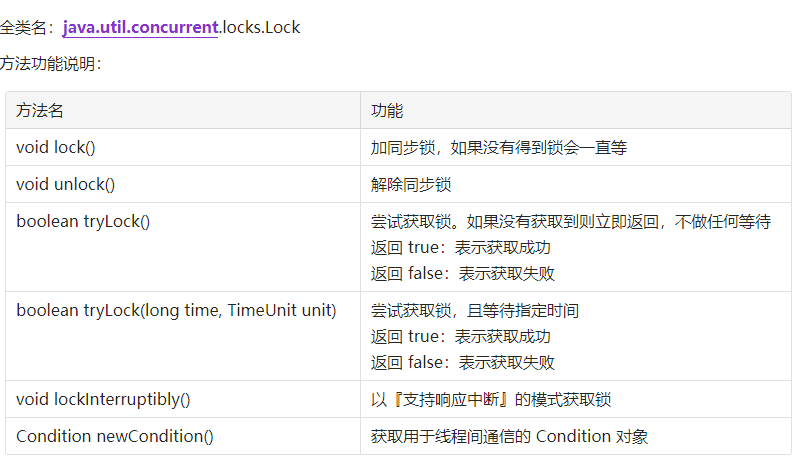 全类名：java.util.concurrent.locks.Lock
方法功能说明：
方法名 功能
void lock() 加同步锁，如果没有得到锁会一直等
void unlock() 解除同步锁
boolean tryLock() 尝试获取锁。如果没有获取到则立即返回，不做任何等待
返回 true：表示获取成功
返回 false：表示获取失败
boolean tryLock(long time, TimeUnit unit) 尝试获取锁，且等待指定时间
返回 true：表示获取成功
返回 false：表示获取失败
void lockInterruptibly() 以『支持响应中断』的模式获取锁
Condition newCondition() 获取用于线程间通信的 Condition 对象